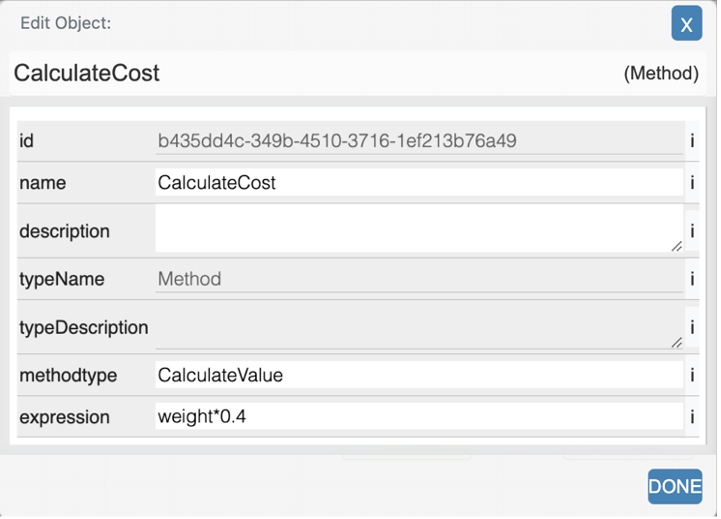 Edit Object:
X
CalculateCost (Method)
id b435dd4c-349b-4510-3716-1ef213b76a49 i
name CalculateCost i
description i
typeName Method i
typeDescription i
methodtype CalculateValue i
expression weight*0.4 i
DONE